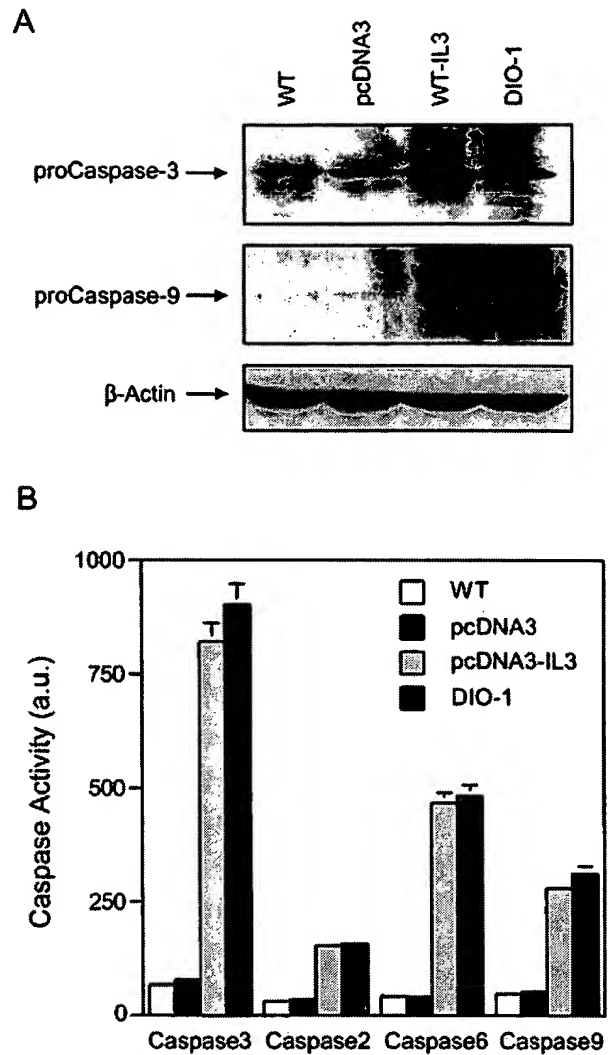 A
WT
pcDNA3
WT-IL3
DIO-1
proCaspase-3
proCaspase-9
β-Actin
B
1000
750
500
250
0
Caspase Activity (a.u.)
WT
pcDNA3
pcDNA3-IL3
DIO-1
Caspase3 Caspase2 Caspase6 Caspase9